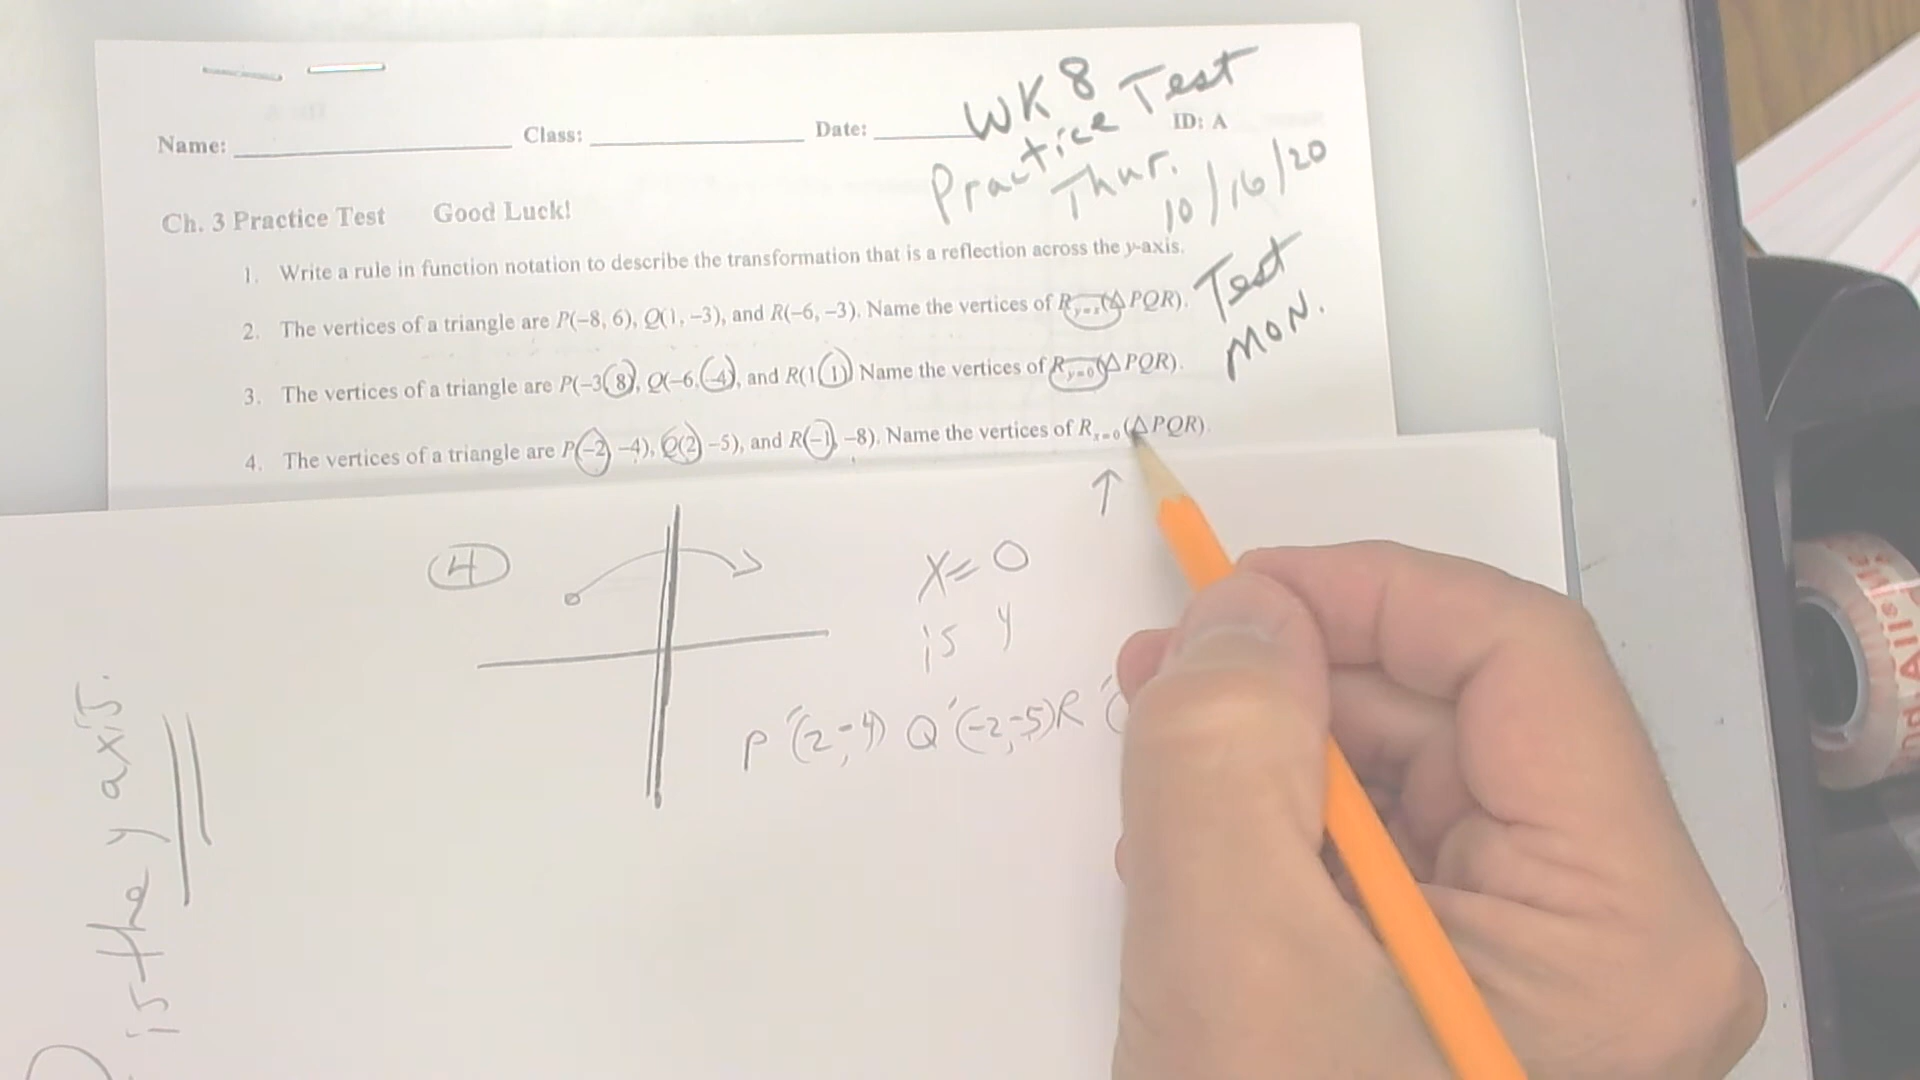 WK 8
Practice Test
Thur.
10/16/20
Name: Class: Date: ID: A
Ch. 3 Practice Test Good Luck!
1. Write a rule in function notation to describe the transformation that is a reflection across the y-axis.
2. The vertices of a triangle are P(−8, 6), Q(1, −3), and R(−6, −3). Name the vertices of R y=x (△PQR).
Test
MON.
3. The vertices of a triangle are P(−3, 8), Q(−6, −4), and R(1, 1). Name the vertices of R y=0 (△PQR).
4. The vertices of a triangle are P(−2, −4), Q(2, −5), and R(−1, −8). Name the vertices of R x=0 (△PQR).
4
↑
X=0
is y
P'(2,-4) Q'(-2,-5) R'(
is the y axis.